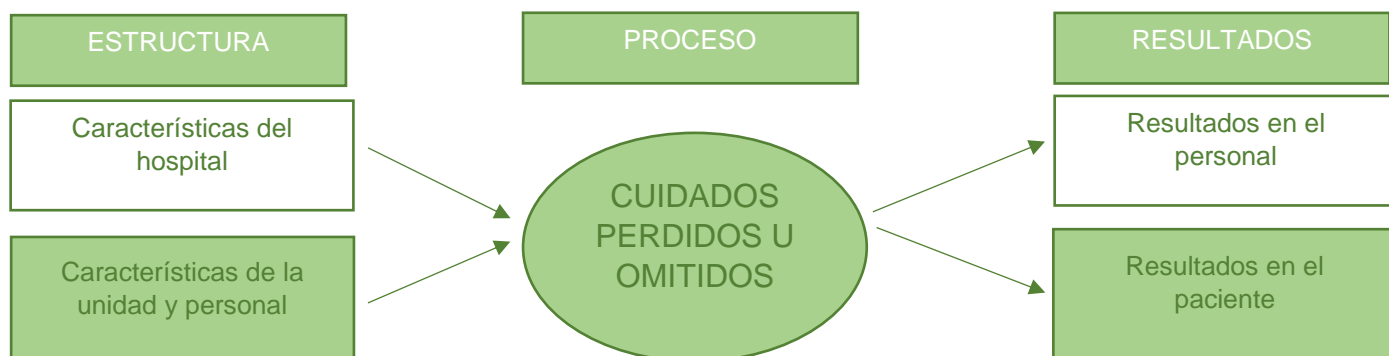 ESTRUCTURA
PROCESO
RESULTADOS
Características del
hospital
Resultados en el
personal
CUIDADOS
PERDIDOS U
OMITIDOS
Características de la
unidad y personal
Resultados en el
paciente